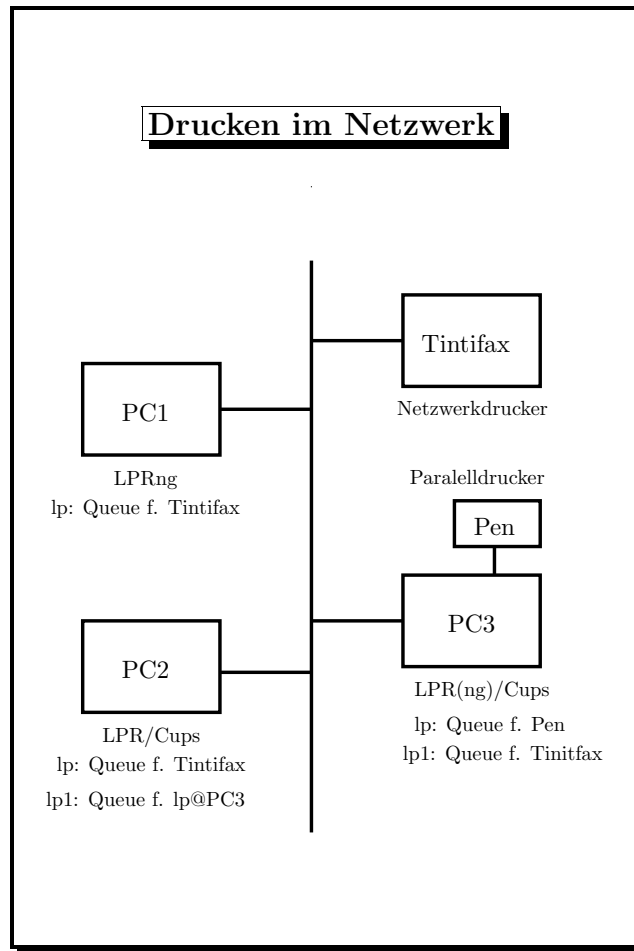 Drucken im Netzwerk
Tintifax
Netzwerkdrucker
PC1
LPRng
lp: Queue f. Tintifax
Paralelldrucker
Pen
PC3
LPR(ng)/Cups
lp: Queue f. Pen
lp1: Queue f. Tinitfax
PC2
LPR/Cups
lp: Queue f. Tintifax
lp1: Queue f. lp@PC3